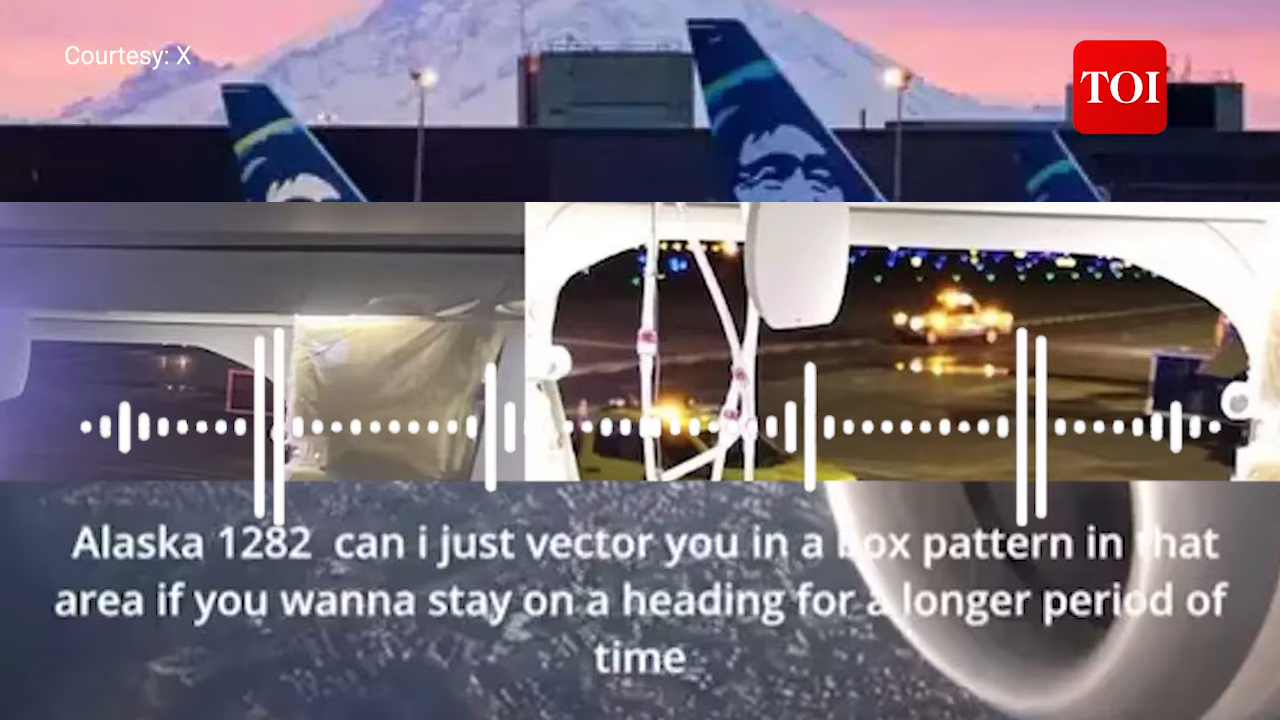 Courtesy: X
TOI
Alaska 1282 can i just vector you in a box pattern in that
area if you wanna stay on a heading for a longer period of
time